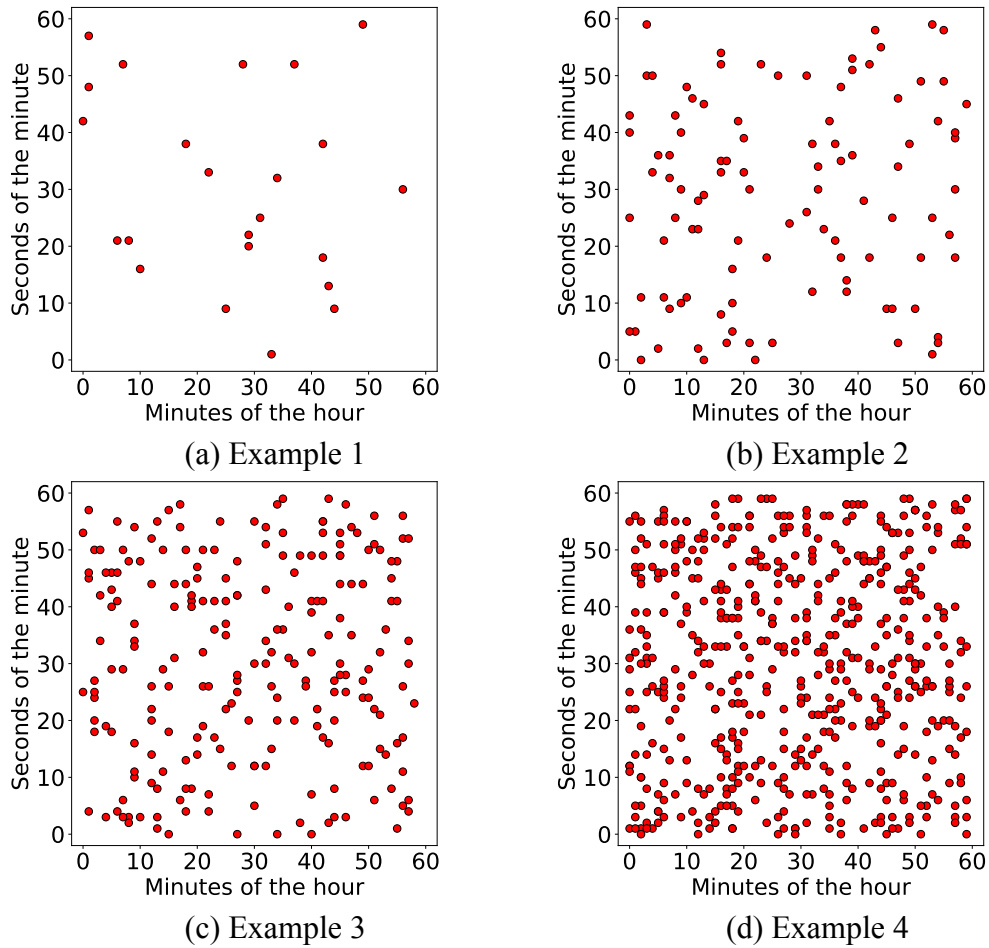 60
50
40
30
20
10
0
Seconds of the minute
0 10 20 30 40 50 60
Minutes of the hour
(a) Example 1
60
50
40
30
20
10
0
Seconds of the minute
0 10 20 30 40 50 60
Minutes of the hour
(b) Example 2
60
50
40
30
20
10
0
Seconds of the minute
0 10 20 30 40 50 60
Minutes of the hour
(c) Example 3
60
50
40
30
20
10
0
Seconds of the minute
0 10 20 30 40 50 60
Minutes of the hour
(d) Example 4